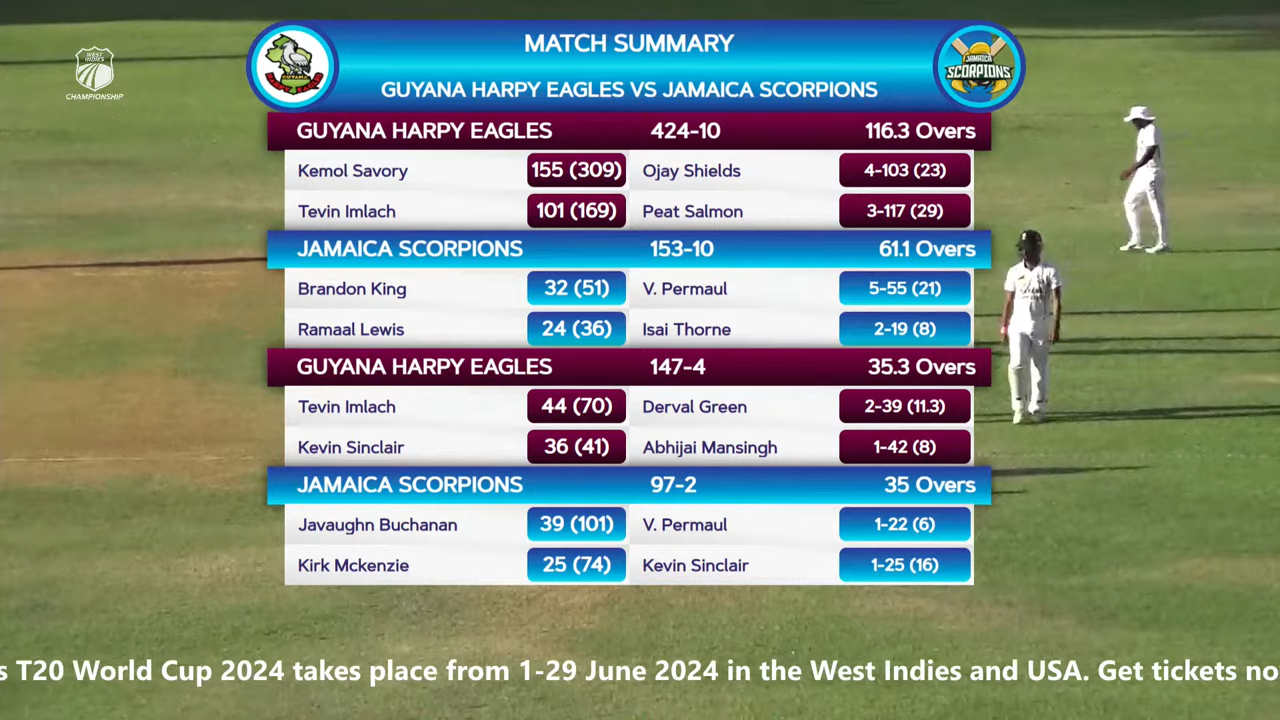 WEST INDIES
CHAMPIONSHIP
GUYANA
JAMAICA
SCORPIONS
MATCH SUMMARY
GUYANA HARPY EAGLES VS JAMAICA SCORPIONS
GUYANA HARPY EAGLES 424-10 116.3 Overs
Kemol Savory 155 (309) Ojay Shields 4-103 (23)
Tevin Imlach 101 (169) Peat Salmon 3-117 (29)
JAMAICA SCORPIONS 153-10 61.1 Overs
Brandon King 32 (51) V. Permaul 5-55 (21)
Ramaal Lewis 24 (36) Isai Thorne 2-19 (8)
GUYANA HARPY EAGLES 147-4 35.3 Overs
Tevin Imlach 44 (70) Derval Green 2-39 (11.3)
Kevin Sinclair 36 (41) Abhijai Mansingh 1-42 (8)
JAMAICA SCORPIONS 97-2 35 Overs
Javaughn Buchanan 39 (101) V. Permaul 1-22 (6)
Kirk Mckenzie 25 (74) Kevin Sinclair 1-25 (16)
s T20 World Cup 2024 takes place from 1-29 June 2024 in the West Indies and USA. Get tickets no